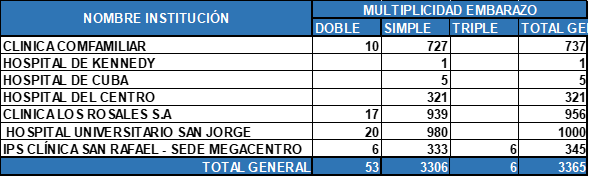 NOMBRE INSTITUCIÓN MULTIPLICIDAD EMBARAZO
DOBLE SIMPLE TRIPLE TOTAL GE
CLINICA COMFAMILIAR 10 727 737
HOSPITAL DE KENNEDY 1 1
HOSPITAL DE CUBA 5 5
HOSPITAL DEL CENTRO 321 321
CLINICA LOS ROSALES S.A 17 939 956
HOSPITAL UNIVERSITARIO SAN JORGE 20 980 1000
IPS CLÍNICA SAN RAFAEL - SEDE MEGACENTRO 6 333 6 345
TOTAL GENERAL 53 3306 6 3365